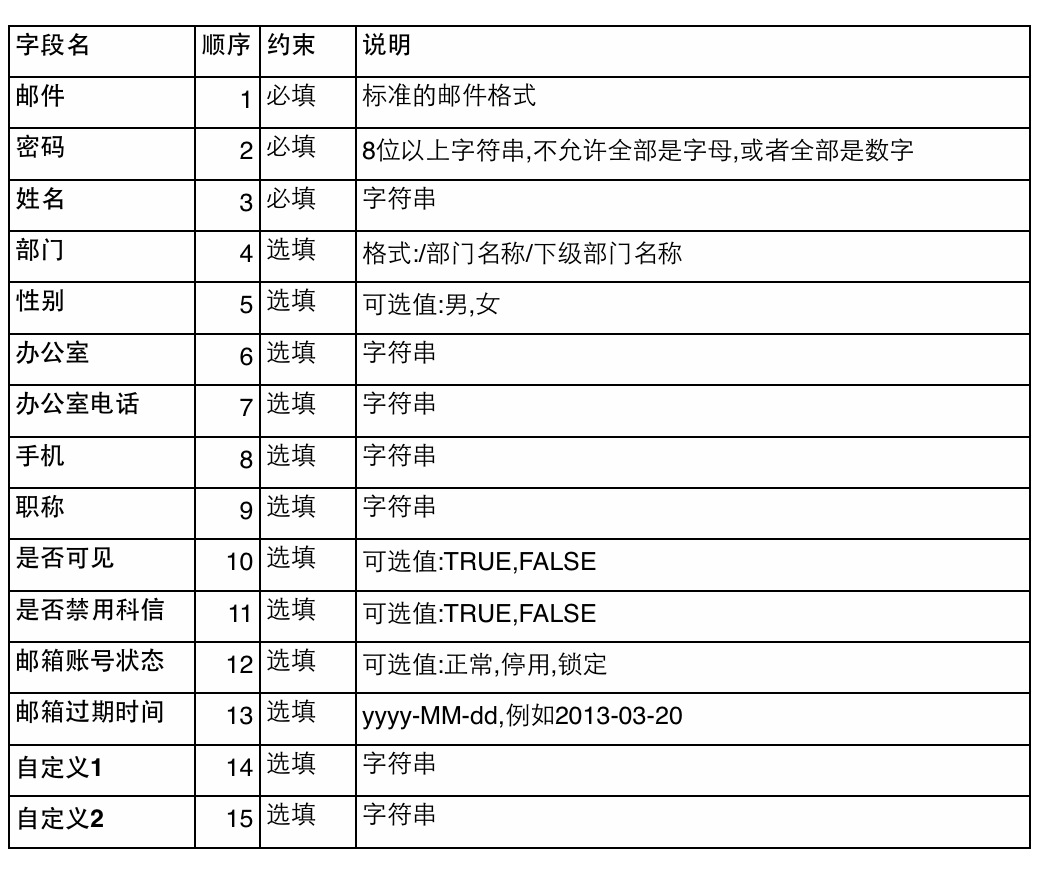 字段名 顺序 约束 说明
邮件 1 必填 标准的邮件格式
密码 2 必填 8位以上字符串,不允许全部是字母,或者全部是数字
姓名 3 必填 字符串
部门 4 选填 格式:/部门名称/下级部门名称
性别 5 选填 可选值:男,女
办公室 6 选填 字符串
办公室电话 7 选填 字符串
手机 8 选填 字符串
职称 9 选填 字符串
是否可见 10 选填 可选值:TRUE,FALSE
是否禁用科信 11 选填 可选值:TRUE,FALSE
邮箱账号状态 12 选填 可选值:正常,停用,锁定
邮箱过期时间 13 选填 yyyy-MM-dd,例如2013-03-20
自定义1 14 选填 字符串
自定义2 15 选填 字符串